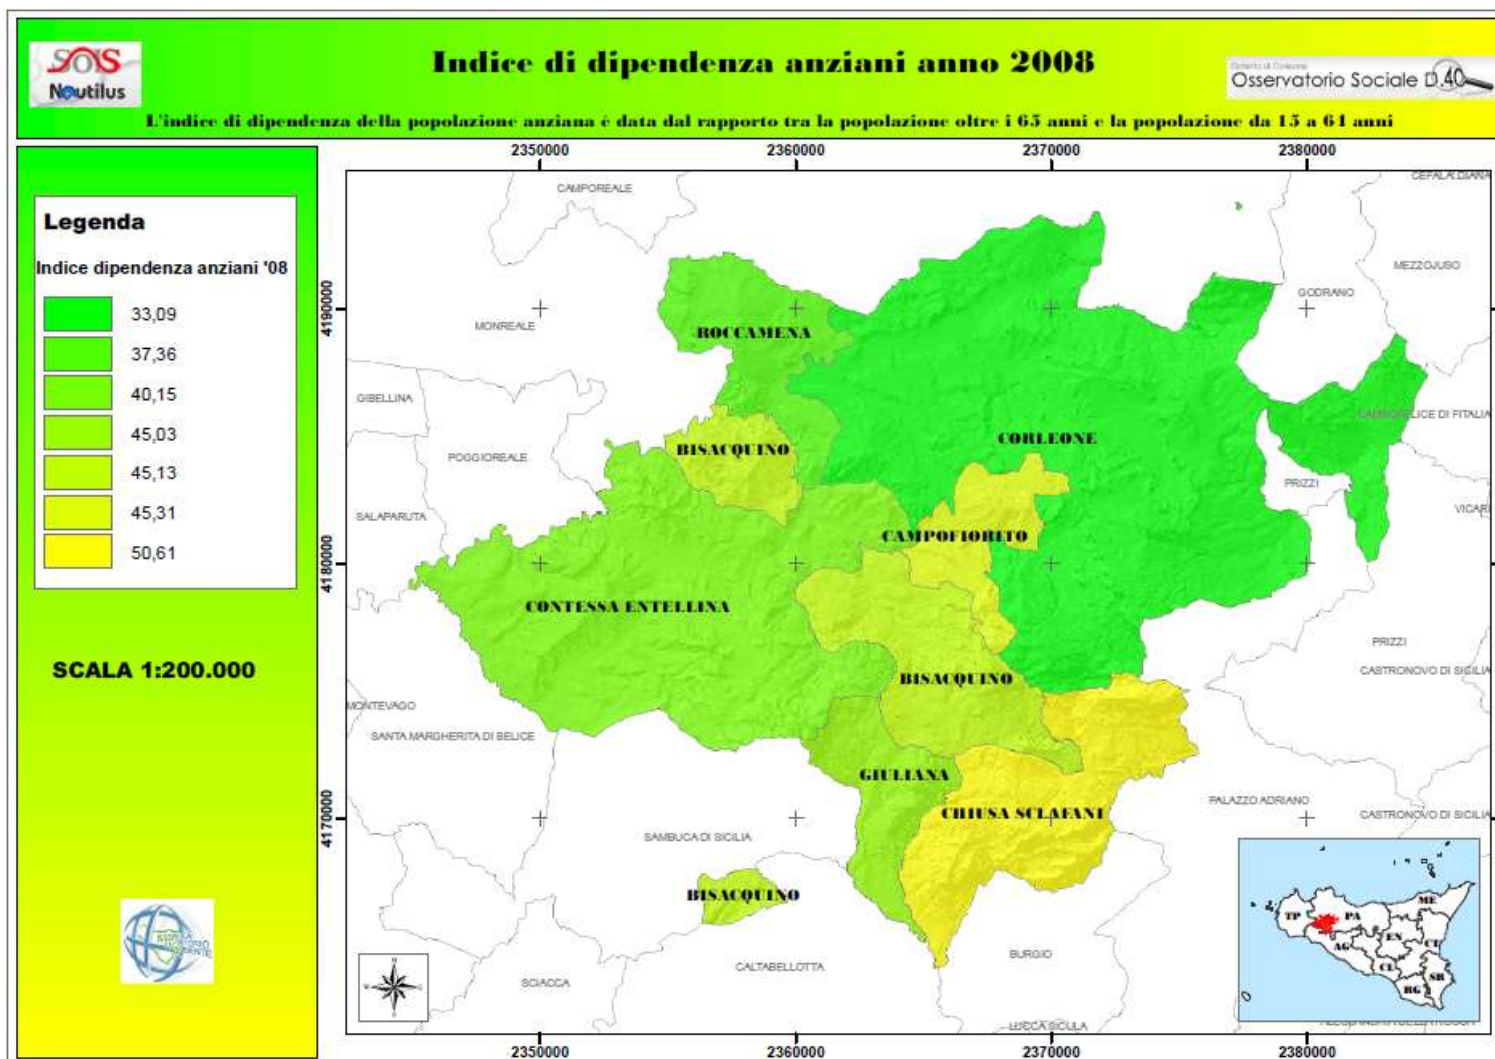 SOIS
Nautilus
Indice di dipendenza anziani anno 2008
Osservatorio Sociale D.40
L'indice di dipendenza della popolazione anziana è data dal rapporto tra la popolazione oltre i 65 anni e la popolazione da 15 a 64 anni
Legenda
Indice dipendenza anziani '08
33,09
37,36
40,15
45,03
45,13
45,31
50,61
SCALA 1:200.000
2350000
2360000
2370000
2380000
4190000
4180000
4170000
CAMPOREALE
CEFALA DIANA
MEZZOJUSO
GODRANO
MONREALE
ROCCAMENA
GIBELLINA
CAMPOFELICE DI FITALIA
CORLEONE
BISACQUINO
POGGIOREALE
PRIZZI
VICARI
SALAPARUTA
CAMPOFIORITO
CONTESSA ENTELLINA
PRIZZI
CASTRONOVO DI SICILIA
BISACQUINO
MONTEVAGO
SANTA MARGHERITA DI BELICE
GIULIANA
PALAZZO ADRIANO
CHIUSA SCLAFANI
CASTRONOVO DI SICILIA
SAMBUCA DI SICILIA
BISACQUINO
BURGIO
CALTABELLOTTA
SCIACCA
LUCCA SICULA
TP
PA
ME
EN
CT
AG
CL
SR
RG
2350000
2360000
2370000
2380000